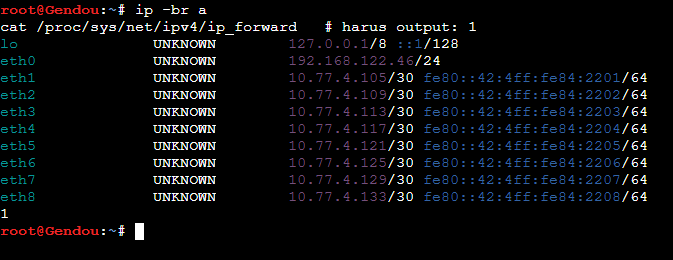 root@Gendou:~# ip -br a
cat /proc/sys/net/ipv4/ip_forward   # harus output: 1
lo               UNKNOWN        127.0.0.1/8 ::1/128
eth0             UNKNOWN        192.168.122.46/24
eth1             UNKNOWN        10.77.4.105/30 fe80::42:4ff:fe84:2201/64
eth2             UNKNOWN        10.77.4.109/30 fe80::42:4ff:fe84:2202/64
eth3             UNKNOWN        10.77.4.113/30 fe80::42:4ff:fe84:2203/64
eth4             UNKNOWN        10.77.4.117/30 fe80::42:4ff:fe84:2204/64
eth5             UNKNOWN        10.77.4.121/30 fe80::42:4ff:fe84:2205/64
eth6             UNKNOWN        10.77.4.125/30 fe80::42:4ff:fe84:2206/64
eth7             UNKNOWN        10.77.4.129/30 fe80::42:4ff:fe84:2207/64
eth8             UNKNOWN        10.77.4.133/30 fe80::42:4ff:fe84:2208/64
1
root@Gendou:~#